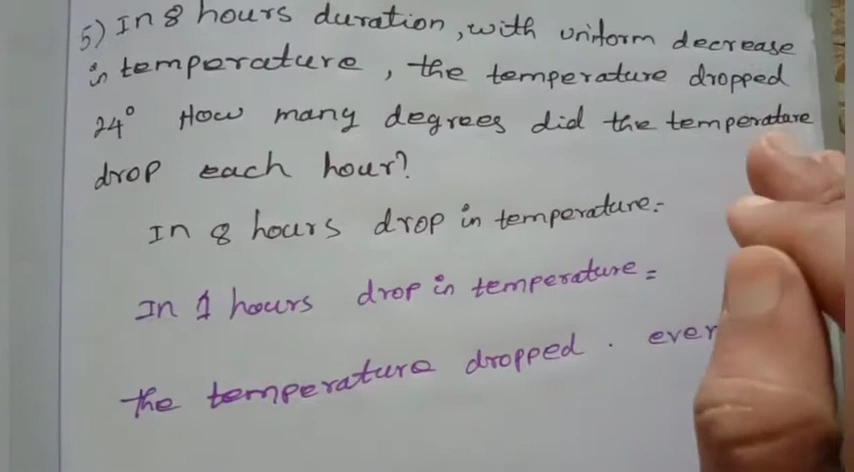 5) In 8 hours duration, with uniform decrease
in temperature, the temperature dropped
24° How many degrees did the temperature
drop each hour?
In 8 hours drop in temperature =
In 1 hours drop in temperature =
the temperature dropped . ever